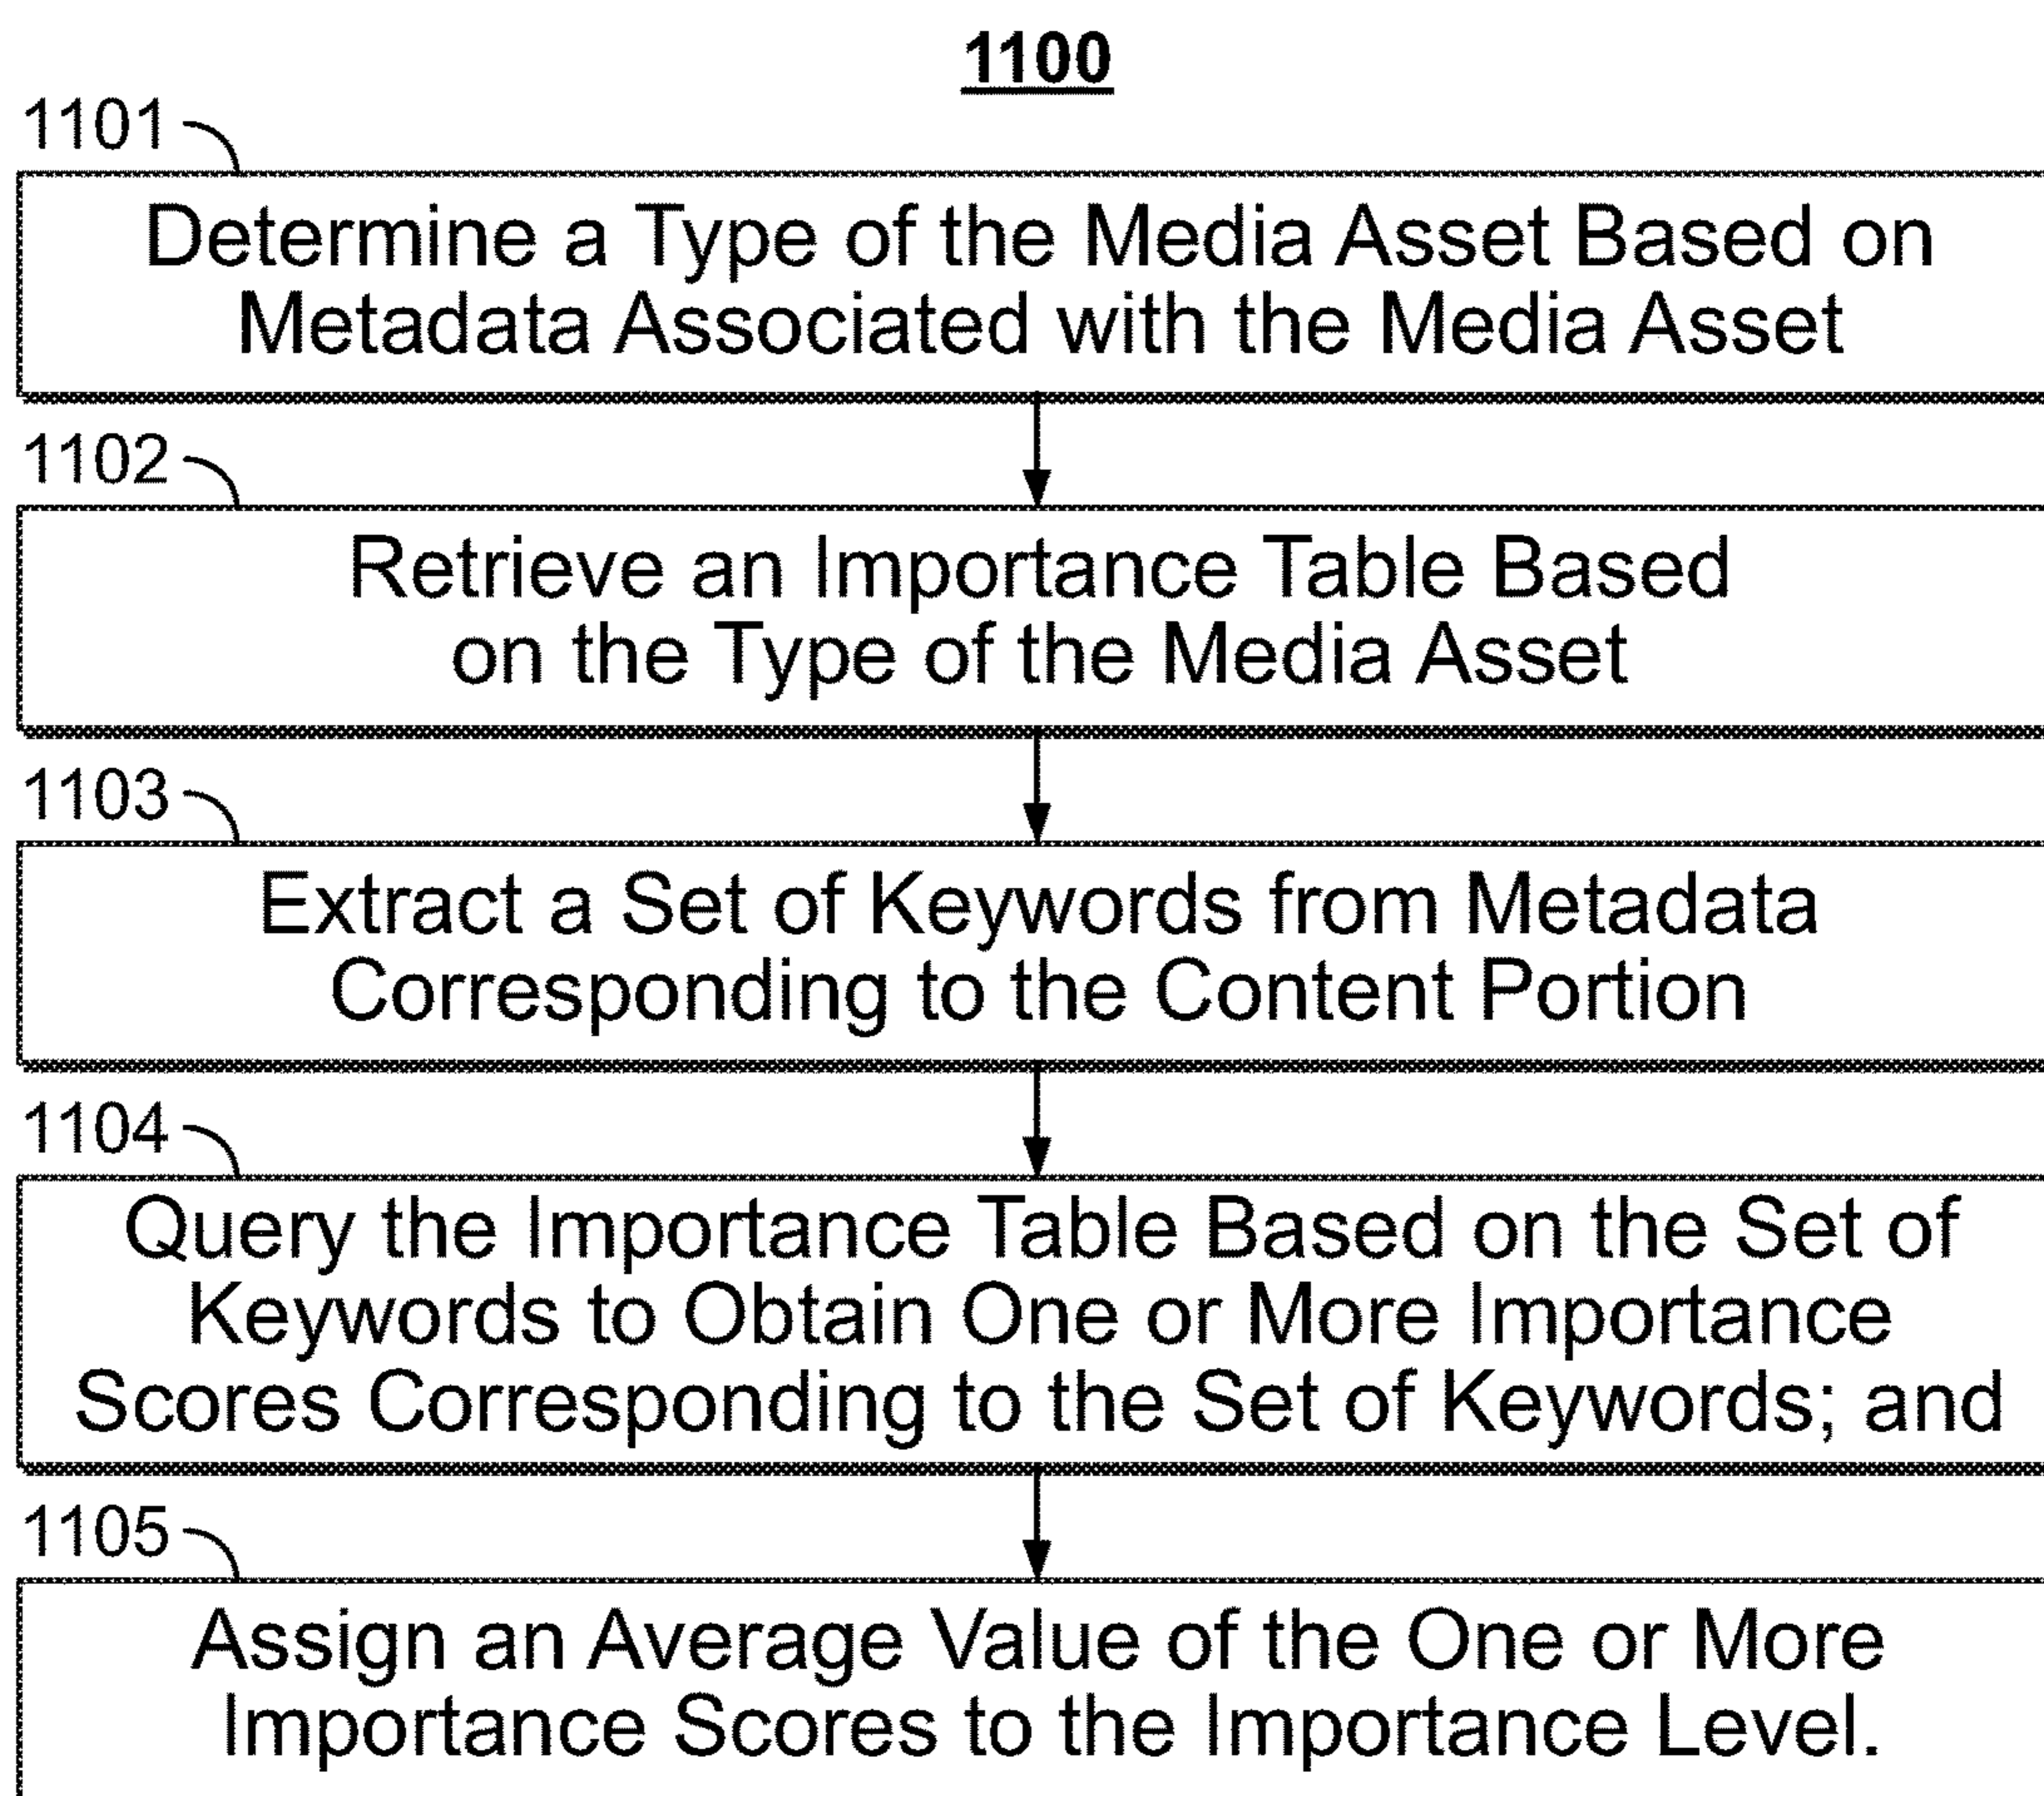 1100
1101
Determine a Type of the Media Asset Based on
Metadata Associated with the Media Asset
1102
Retrieve an Importance Table Based
on the Type of the Media Asset
1103
Extract a Set of Keywords from Metadata
Corresponding to the Content Portion
1104
Query the Importance Table Based on the Set of
Keywords to Obtain One or More Importance
Scores Corresponding to the Set of Keywords; and
1105
Assign an Average Value of the One or More
Importance Scores to the Importance Level.